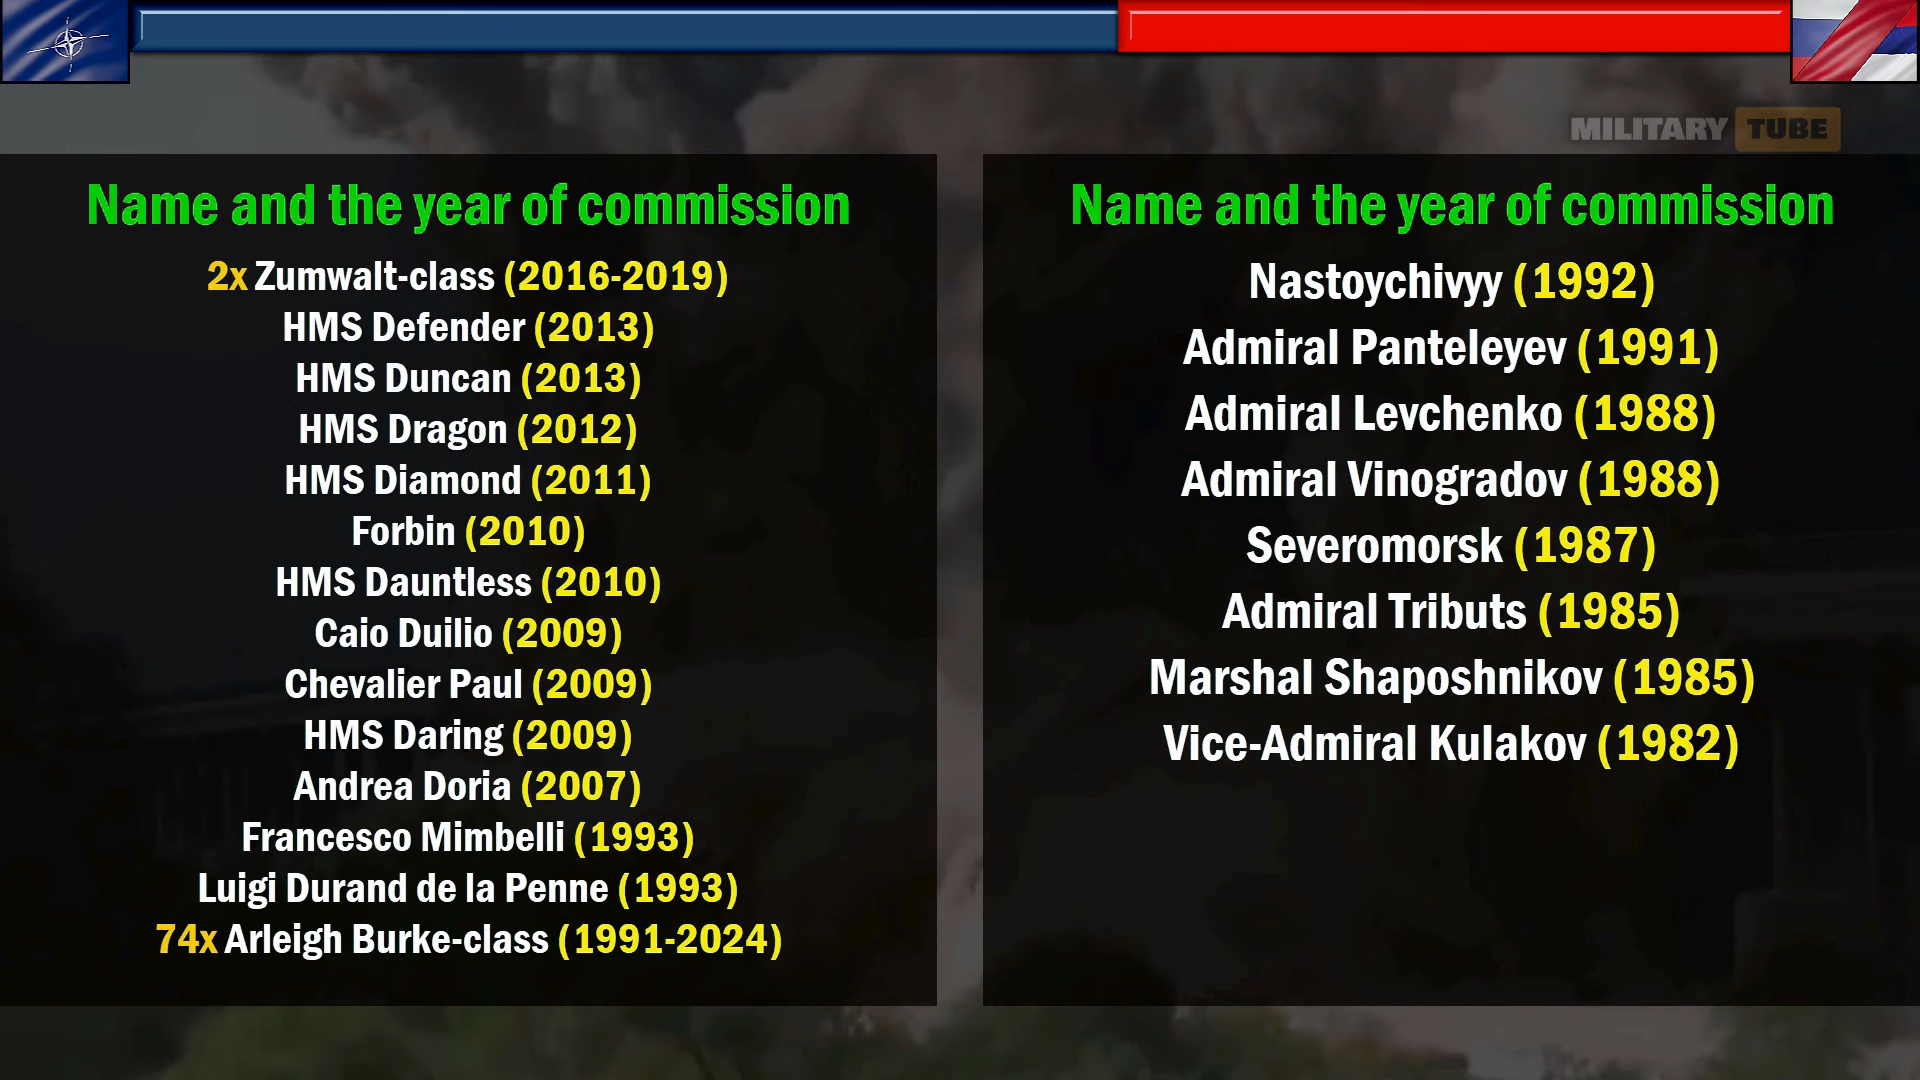 MILITARY TUBE
Name and the year of commission
2x Zumwalt-class (2016-2019)
HMS Defender (2013)
HMS Duncan (2013)
HMS Dragon (2012)
HMS Diamond (2011)
Forbin (2010)
HMS Dauntless (2010)
Caio Duilio (2009)
Chevalier Paul (2009)
HMS Daring (2009)
Andrea Doria (2007)
Francesco Mimbelli (1993)
Luigi Durand de la Penne (1993)
74x Arleigh Burke-class (1991-2024)
Name and the year of commission
Nastoychivyy (1992)
Admiral Panteleyev (1991)
Admiral Levchenko (1988)
Admiral Vinogradov (1988)
Severomorsk (1987)
Admiral Tributs (1985)
Marshal Shaposhnikov (1985)
Vice-Admiral Kulakov (1982)